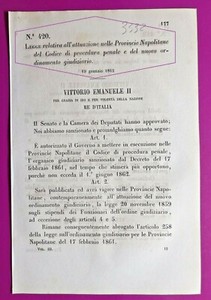 177
N.° 420.
LEGGE relativa all'attuazione nelle Provincie Napolitane
del Codice di procedura penale e del nuovo or-
dinamento giudiziario.
VITTORIO EMANUELE II
PER GRAZIA DI DIO E PER VOLONTÀ DELLA NAZIONE
RE D'ITALIA
Il Senato e la Camera dei Deputati hanno approvato;
Noi abbiamo sanzionato e promulghiamo quanto segue:
Art. 1.
È autorizzato il Governo a mettere in esecuzione nelle
Provincie Napolitane il Codice di procedura penale,
l'organico giudiziario sanzionato dal Decreto del 17
febbraio 1861, nel tempo che stimerà più opportuno,
purchè non ecceda il 1.° giugno 1862.
Art. 2.
Sarà pubblicata ed avrà vigore nelle Provincie Napo-
litane, contemporaneamente all'attuazione del nuovo
ordinamento giudiziario, la legge 20 novembre 1859 sugli
stipendi dei Funzionari dell'ordine giudiziario,
ad eccezione degli articoli 4 e 5.
Rimane conseguentemente abrogato l'articolo 258
della legge sull'ordinamento giudiziario per le Provincie
Napolitane del 17 febbraio 1861.